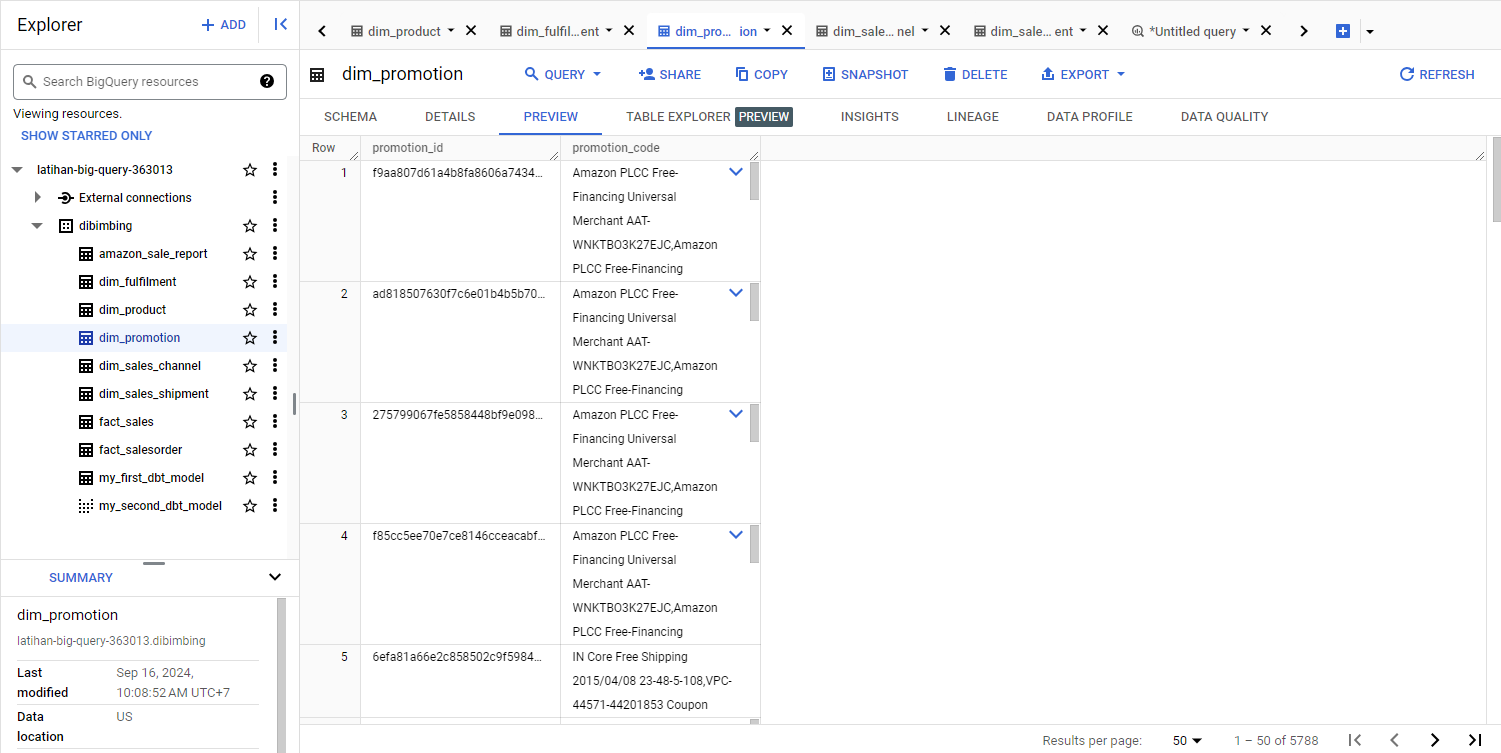 Explorer
+ ADD
dim_product
dim_fulfil...ent
dim_pro... ion
dim_sale... nel
dim_sale... ent
*Untitled query
Search BigQuery resources
Viewing resources.
SHOW STARRED ONLY
latihan-big-query-363013
External connections
dibimbing
amazon_sale_report
dim_fulfilment
dim_product
dim_promotion
dim_sales_channel
dim_sales_shipment
fact_sales
fact_salesorder
my_first_dbt_model
my_second_dbt_model
SUMMARY
dim_promotion
latihan-big-query-363013.dibimbing
Last modified
Sep 16, 2024, 10:08:52 AM UTC+7
Data location
US
dim_promotion
QUERY
SHARE
COPY
SNAPSHOT
DELETE
EXPORT
REFRESH
SCHEMA
DETAILS
PREVIEW
TABLE EXPLORER PREVIEW
INSIGHTS
LINEAGE
DATA PROFILE
DATA QUALITY
Row
promotion_id
promotion_code
1
f9aa807d61a4b8fa8606a7434...
Amazon PLCC Free-
Financing Universal
Merchant AAT-
WNKTBO3K27EJC,Amazon
PLCC Free-Financing
2
ad818507630f7c6e01b4b5b70...
Amazon PLCC Free-
Financing Universal
Merchant AAT-
WNKTBO3K27EJC,Amazon
PLCC Free-Financing
3
275799067fe5858448bf9e098...
Amazon PLCC Free-
Financing Universal
Merchant AAT-
WNKTBO3K27EJC,Amazon
PLCC Free-Financing
4
f85cc5ee70e7ce8146cceacabf...
Amazon PLCC Free-
Financing Universal
Merchant AAT-
WNKTBO3K27EJC,Amazon
PLCC Free-Financing
5
6efa81a66e2c858502c9f5984...
IN Core Free Shipping
2015/04/08 23-48-5-108,VPC-
44571-44201853 Coupon
Results per page:
50
1 – 50 of 5788